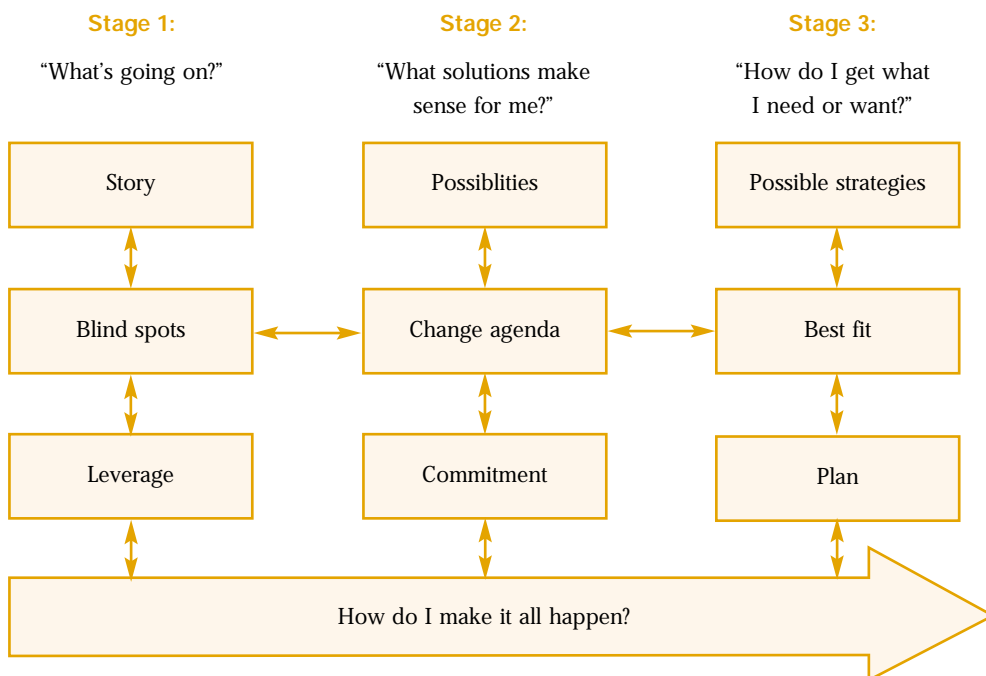 Stage 1:
Stage 2:
Stage 3:
“What’s going on?”
“What solutions make
sense for me?”
“How do I get what
I need or want?”
Story
Possiblities
Possible strategies
Blind spots
Change agenda
Best fit
Leverage
Commitment
Plan
How do I make it all happen?